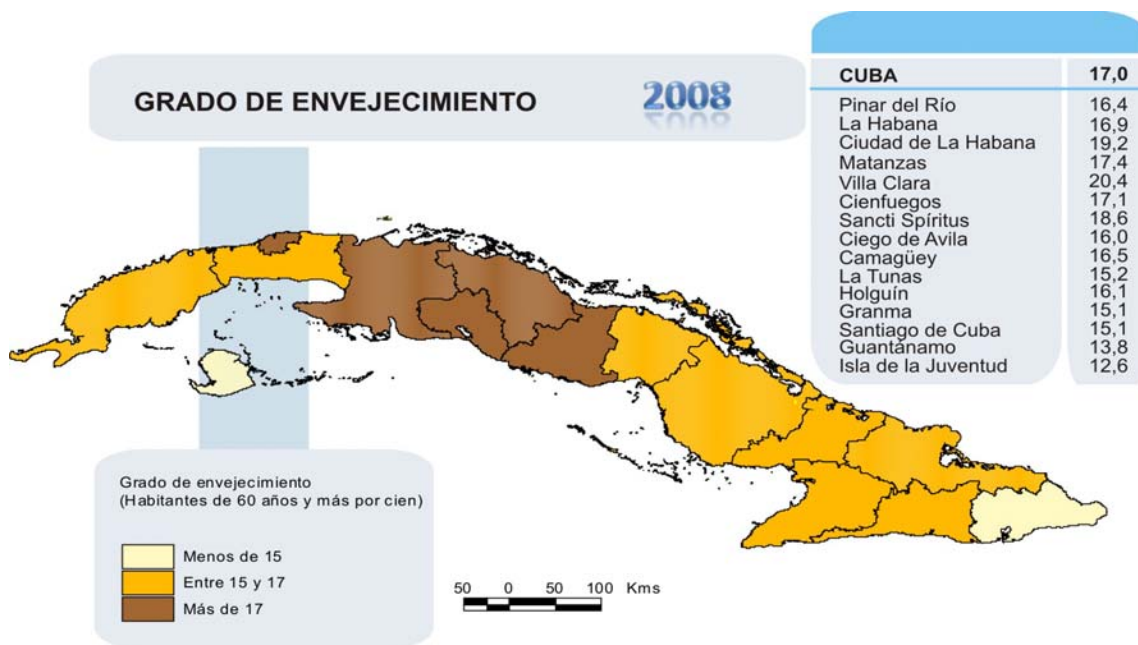 GRADO DE ENVEJECIMIENTO 2008
CUBA 17,0
Pinar del Río 16,4
La Habana 16,9
Ciudad de La Habana 19,2
Matanzas 17,4
Villa Clara 20,4
Cienfuegos 17,1
Sancti Spíritus 18,6
Ciego de Avila 16,0
Camagüey 16,5
La Tunas 15,2
Holguín 16,1
Granma 15,1
Santiago de Cuba 15,1
Guantánamo 13,8
Isla de la Juventud 12,6
Grado de envejecimiento
(Habitantes de 60 años y más por cien)
Menos de 15
Entre 15 y 17
Más de 17
50 0 50 100 Kms